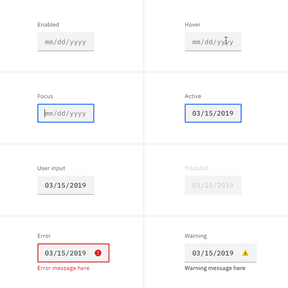 Enabled
Hover
mm/dd/yyyy
mm/dd/yyyy
Focus
Active
mm/dd/yyyy
03/15/2019
User input
Disabled
03/15/2019
03/15/2019
Error
Warning
03/15/2019
03/15/2019
Error message here
Warning message here